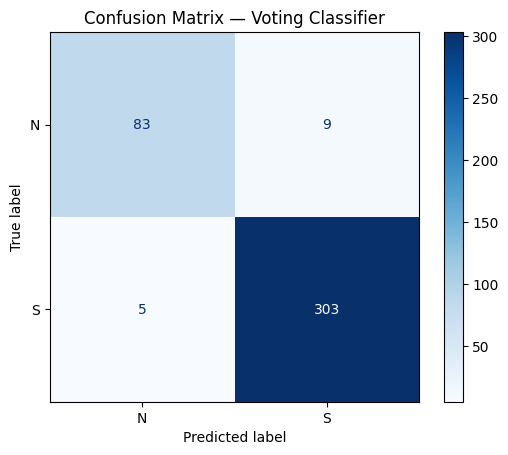 Confusion Matrix — Voting Classifier
True label
N
83
9
S
5
303
N
S
Predicted label
300
250
200
150
100
50